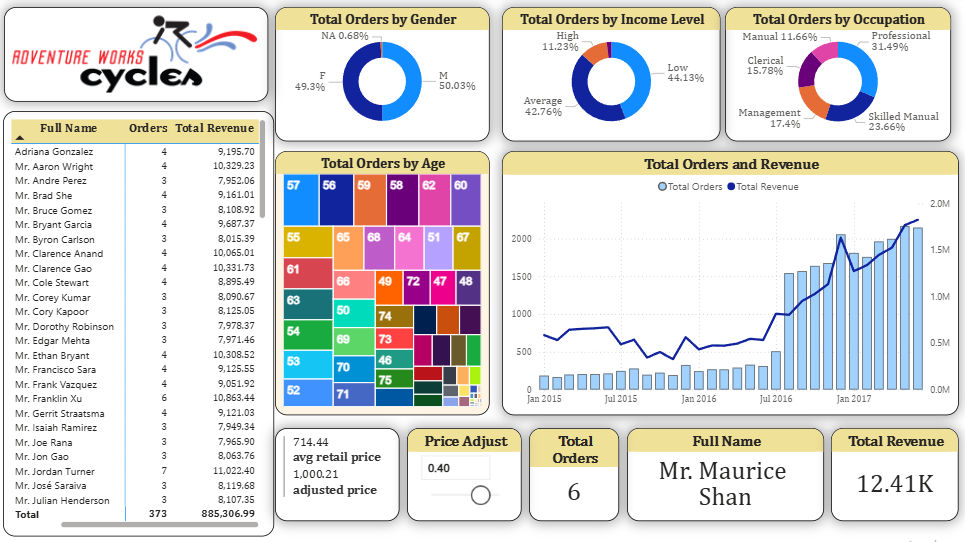 ADVENTURE WORKS
cycles
Full Name Orders Total Revenue
Adriana Gonzalez 4 9,195.70
Mr. Aaron Wright 4 10,329.23
Mr. Andre Perez 3 7,952.06
Mr. Brad She 4 9,161.01
Mr. Bruce Gomez 3 8,108.92
Mr. Bryant Garcia 4 9,687.37
Mr. Byron Carlson 3 8,015.39
Mr. Clarence Anand 4 10,065.01
Mr. Clarence Gao 4 10,331.73
Mr. Cole Stewart 4 8,895.49
Mr. Corey Kumar 3 8,090.67
Mr. Cory Kapoor 3 8,125.05
Mr. Dorothy Robinson 3 7,978.37
Mr. Edgar Mehta 3 7,971.46
Mr. Ethan Bryant 4 10,308.52
Mr. Francisco Sara 4 9,125.55
Mr. Frank Vazquez 4 9,051.92
Mr. Franklin Xu 6 10,863.44
Mr. Gerrit Straatsma 4 9,121.03
Mr. Isaiah Ramirez 3 7,949.34
Mr. Joe Rana 3 7,965.90
Mr. Jon Gao 3 8,063.76
Mr. Jordan Turner 7 11,022.40
Mr. José Saraiva 3 8,119.68
Mr. Julian Henderson 3 8,107.35
Total 373 885,306.99
Total Orders by Gender
NA 0.68%
F
49.3%
M
50.03%
Total Orders by Income Level
High
11.23%
Low
44.13%
Average
42.76%
Total Orders by Occupation
Manual 11.66%
Professional
31.49%
Clerical
15.78%
Management
17.4%
Skilled Manual
23.66%
Total Orders by Age
57 56 59 58 62 60
55 65 68 64 51 67
61 66 49 72 47 48
63 50 74
54 69 73
53 70 46
52 71 75
Total Orders and Revenue
Total Orders Total Revenue
2.0M
2000
1.5M
1500
1.0M
1000
500
0.5M
0
0.0M
Jan 2015 Jul 2015 Jan 2016 Jul 2016 Jan 2017
714.44
avg retail price
1,000.21
adjusted price
Price Adjust
0.40
Total
Orders
6
Full Name
Mr. Maurice
Shan
Total Revenue
12.41K